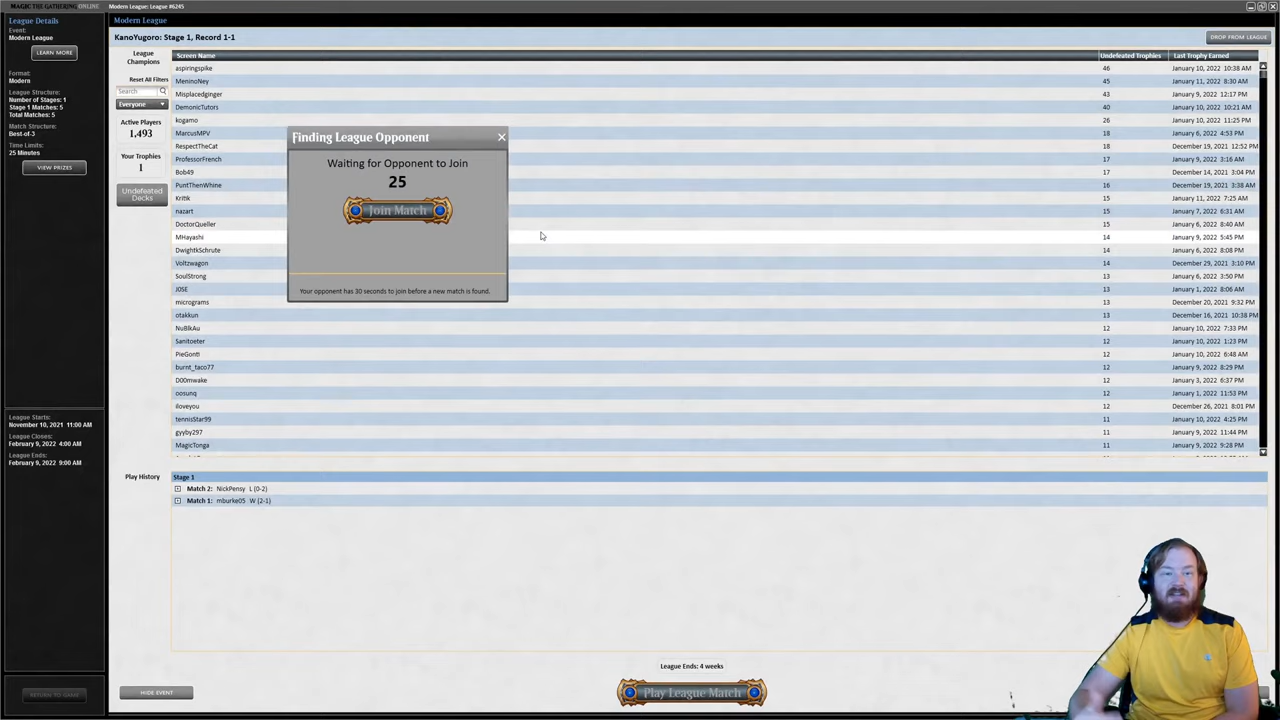 MAGIC THE GATHERING ONLINE
Modern League: League #6245
League Details
Event:
Modern League
LEARN MORE
Format:
Modern
League Structure:
Number of Stages: 1
Stage 1 Matches: 5
Total Matches: 5
Match Structure:
Best-of-3
Time Limits:
25 Minutes
VIEW PRIZES
League Starts:
November 10, 2021 11:00 AM
League Closes:
February 9, 2022 4:00 AM
League Ends:
February 9, 2022 9:00 AM
RETURN TO GAME
Modern League
KanoYugoro: Stage 1, Record 1-1
DROP FROM LEAGUE
League
Champions
Reset All Filters
Search
Everyone
Active Players
1,493
Your Trophies
1
Undefeated
Decks
Screen Name Undefeated Trophies Last Trophy Earned
aspiringspike 46 January 10, 2022 10:38 AM
MeninoNey 45 January 11, 2022 8:30 AM
Misplacedginger 43 January 9, 2022 12:17 PM
DemonicTutors 40 January 10, 2022 10:21 AM
kogamo 26 January 10, 2022 11:25 PM
MarcusMPV 18 January 6, 2022 4:53 PM
RespectTheCat 18 December 19, 2021 12:52 PM
ProfessorFrench 17 January 9, 2022 3:16 AM
Bob49 17 December 14, 2021 3:04 PM
PuntThenWhine 16 December 19, 2021 3:38 AM
Kritik 15 January 11, 2022 7:25 AM
nazart 15 January 7, 2022 6:31 AM
DoctorQueller 15 January 6, 2022 8:40 AM
MHayashi 14 January 9, 2022 5:45 PM
DwightkSchrute 14 January 6, 2022 8:08 PM
Voltzwagon 14 December 29, 2021 3:10 PM
SoulStrong 13 January 6, 2022 3:50 PM
J0SE 13 January 1, 2022 8:06 AM
micrograms 13 December 20, 2021 9:32 PM
otakkun 13 December 16, 2021 10:38 PM
NuBlkAu 12 January 10, 2022 7:33 PM
Sanitoeter 12 January 10, 2022 1:23 PM
PieGonti 12 January 10, 2022 6:48 AM
burnt_taco77 12 January 9, 2022 8:29 PM
D00mwake 12 January 3, 2022 6:37 PM
oosunq 12 January 1, 2022 11:53 PM
iloveyou 12 December 26, 2021 8:01 PM
tennisStar99 11 January 10, 2022 4:25 PM
gyyby297 11 January 9, 2022 11:44 PM
MagicTonga 11 January 9, 2022 9:28 PM
Finding League Opponent
Waiting for Opponent to Join
25
Join Match
Your opponent has 30 seconds to join before a new match is found.
Play History
Stage 1
Match 2: NickPensy L (0-2)
Match 1: mburke05 W (2-1)
League Ends: 4 weeks
HIDE EVENT
Play League Match